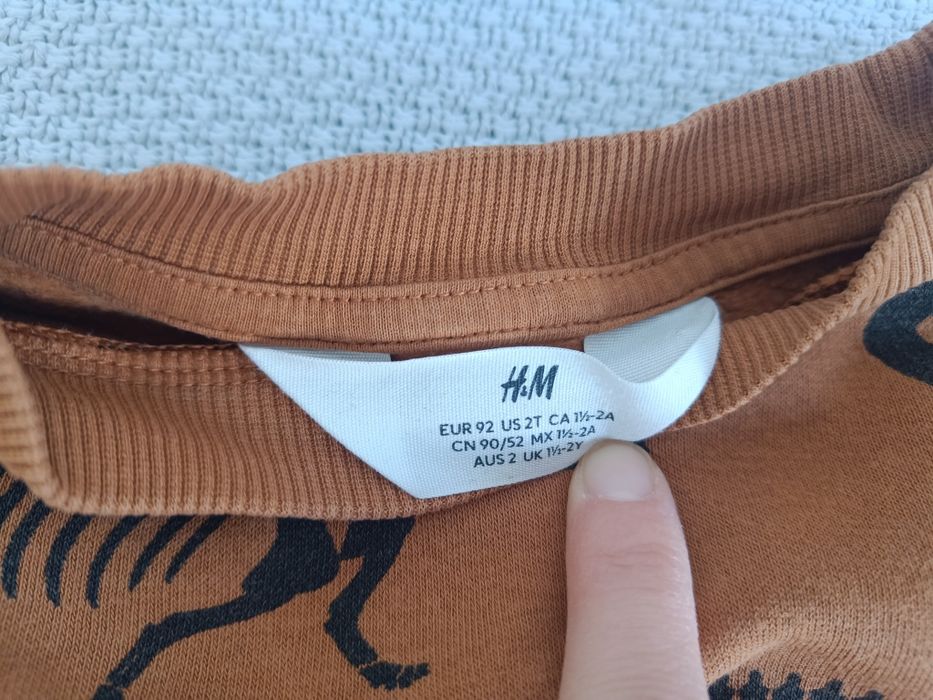 H&M
EUR 92 US 2T CA 1½-2A
CN 90/52 MX 1½-2A
AUS 2 UK 1½-2Y